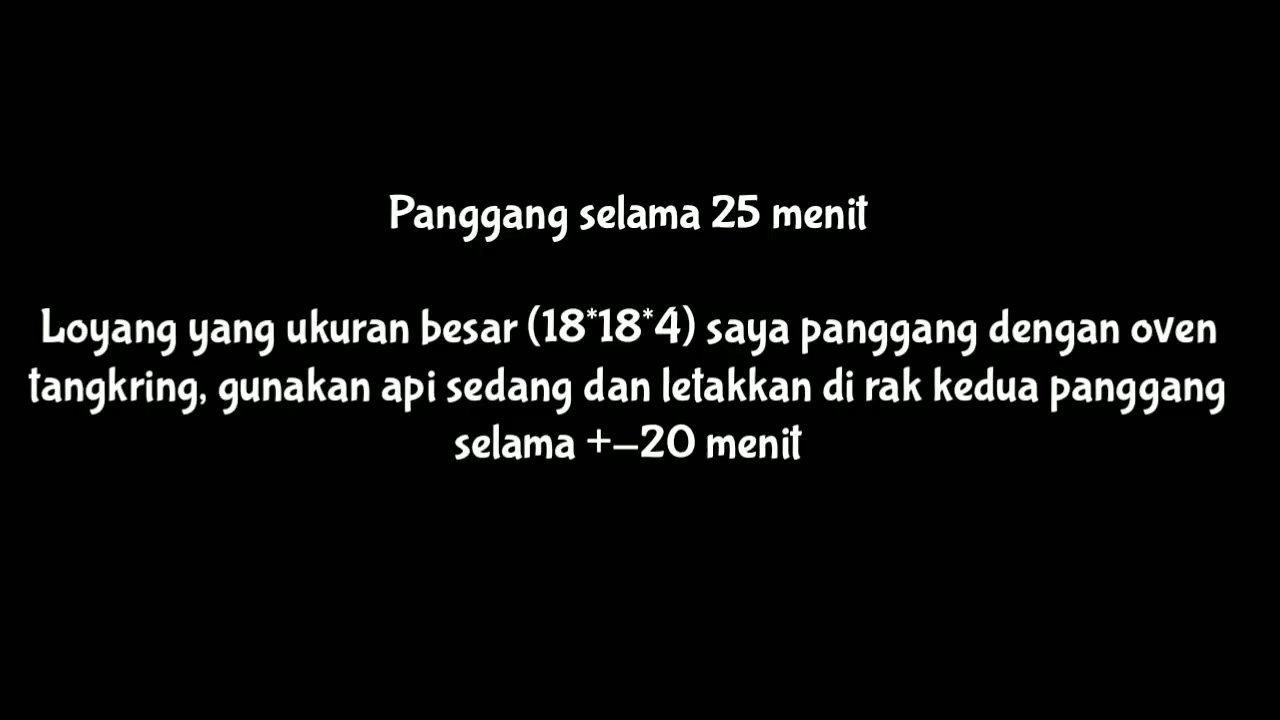 Panggang selama 25 menit
Loyang yang ukuran besar (18*18*4) saya panggang dengan oven
tangkring, gunakan api sedang dan letakkan di rak kedua panggang
selama +–20 menit